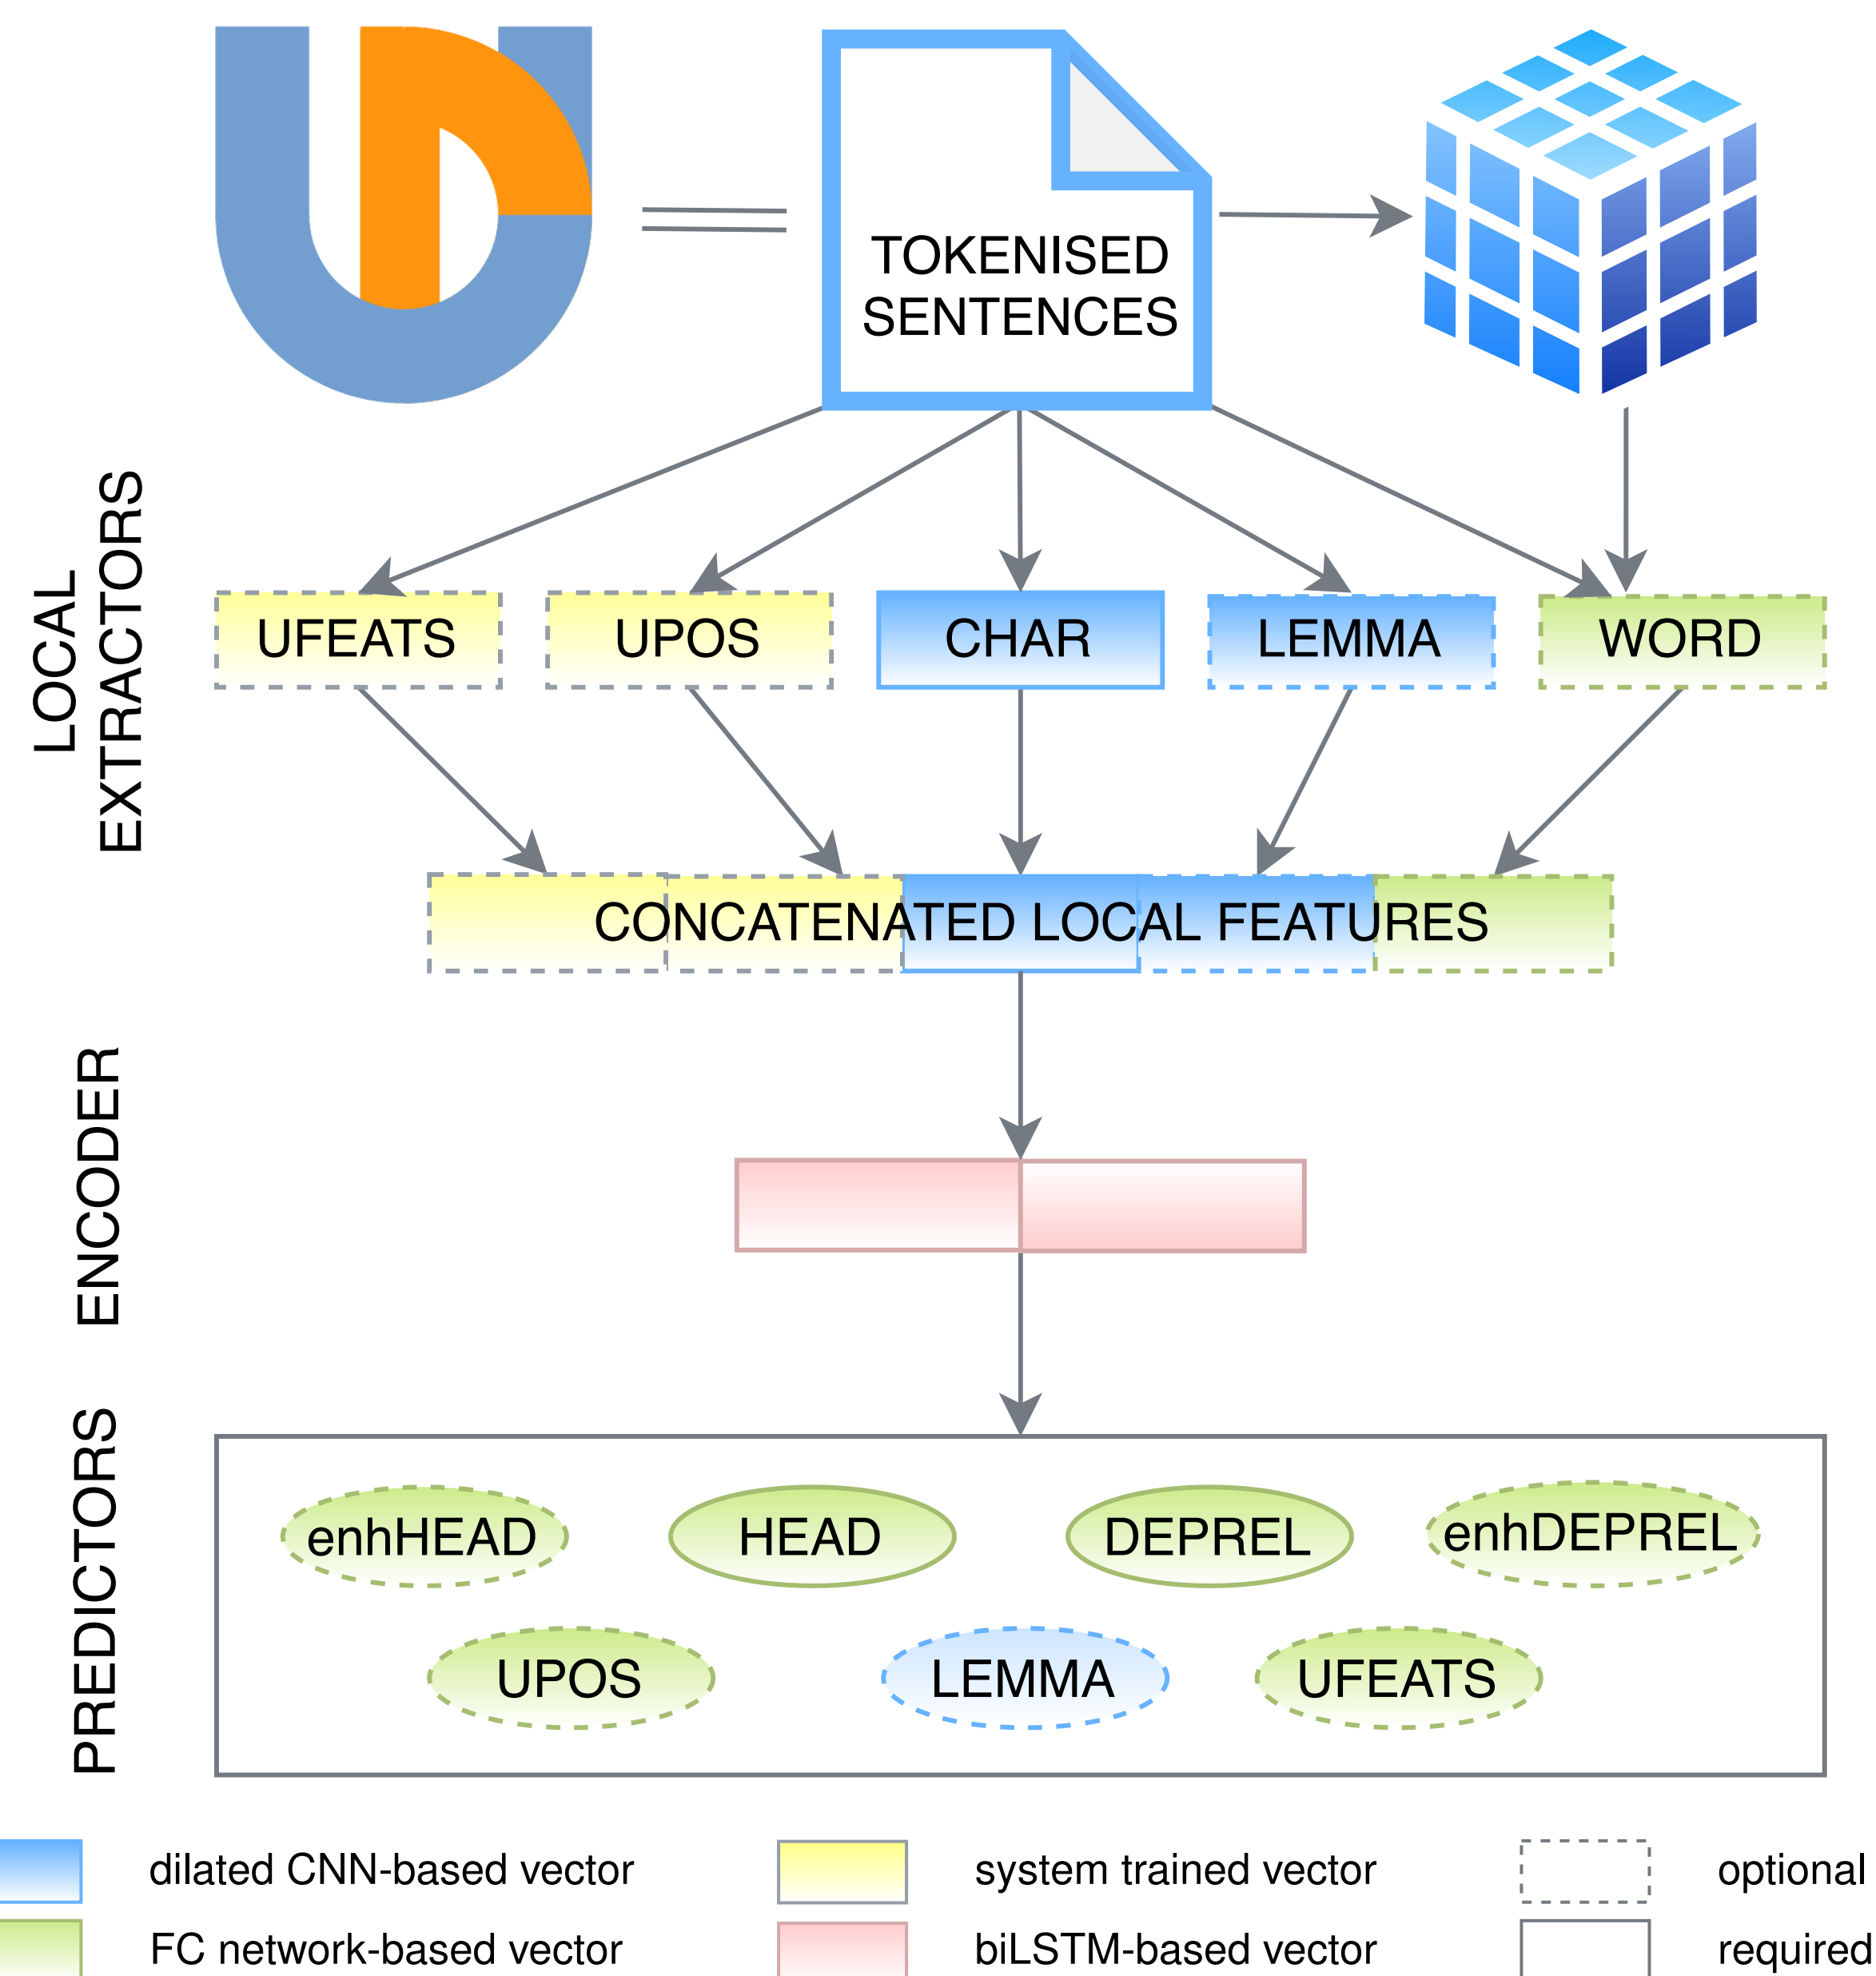 TOKENISED
SENTENCES
LOCAL
EXTRACTORS
UFEATS
UPOS
CHAR
LEMMA
WORD
CONCATENATED LOCAL FEATURES
ENCODER
PREDICTORS
enhHEAD
HEAD
DEPREL
enhDEPREL
UPOS
LEMMA
UFEATS
dilated CNN-based vector
system trained vector
optional
FC network-based vector
biLSTM-based vector
required